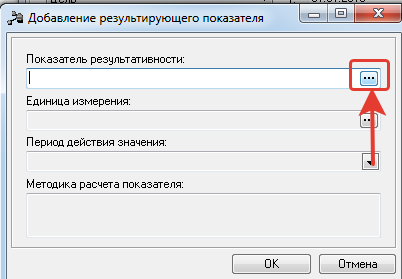 Добавление результирующего показателя
Показатель результативности:
Единица измерения:
Период действия значения:
Методика расчета показателя:
OK
Отмена